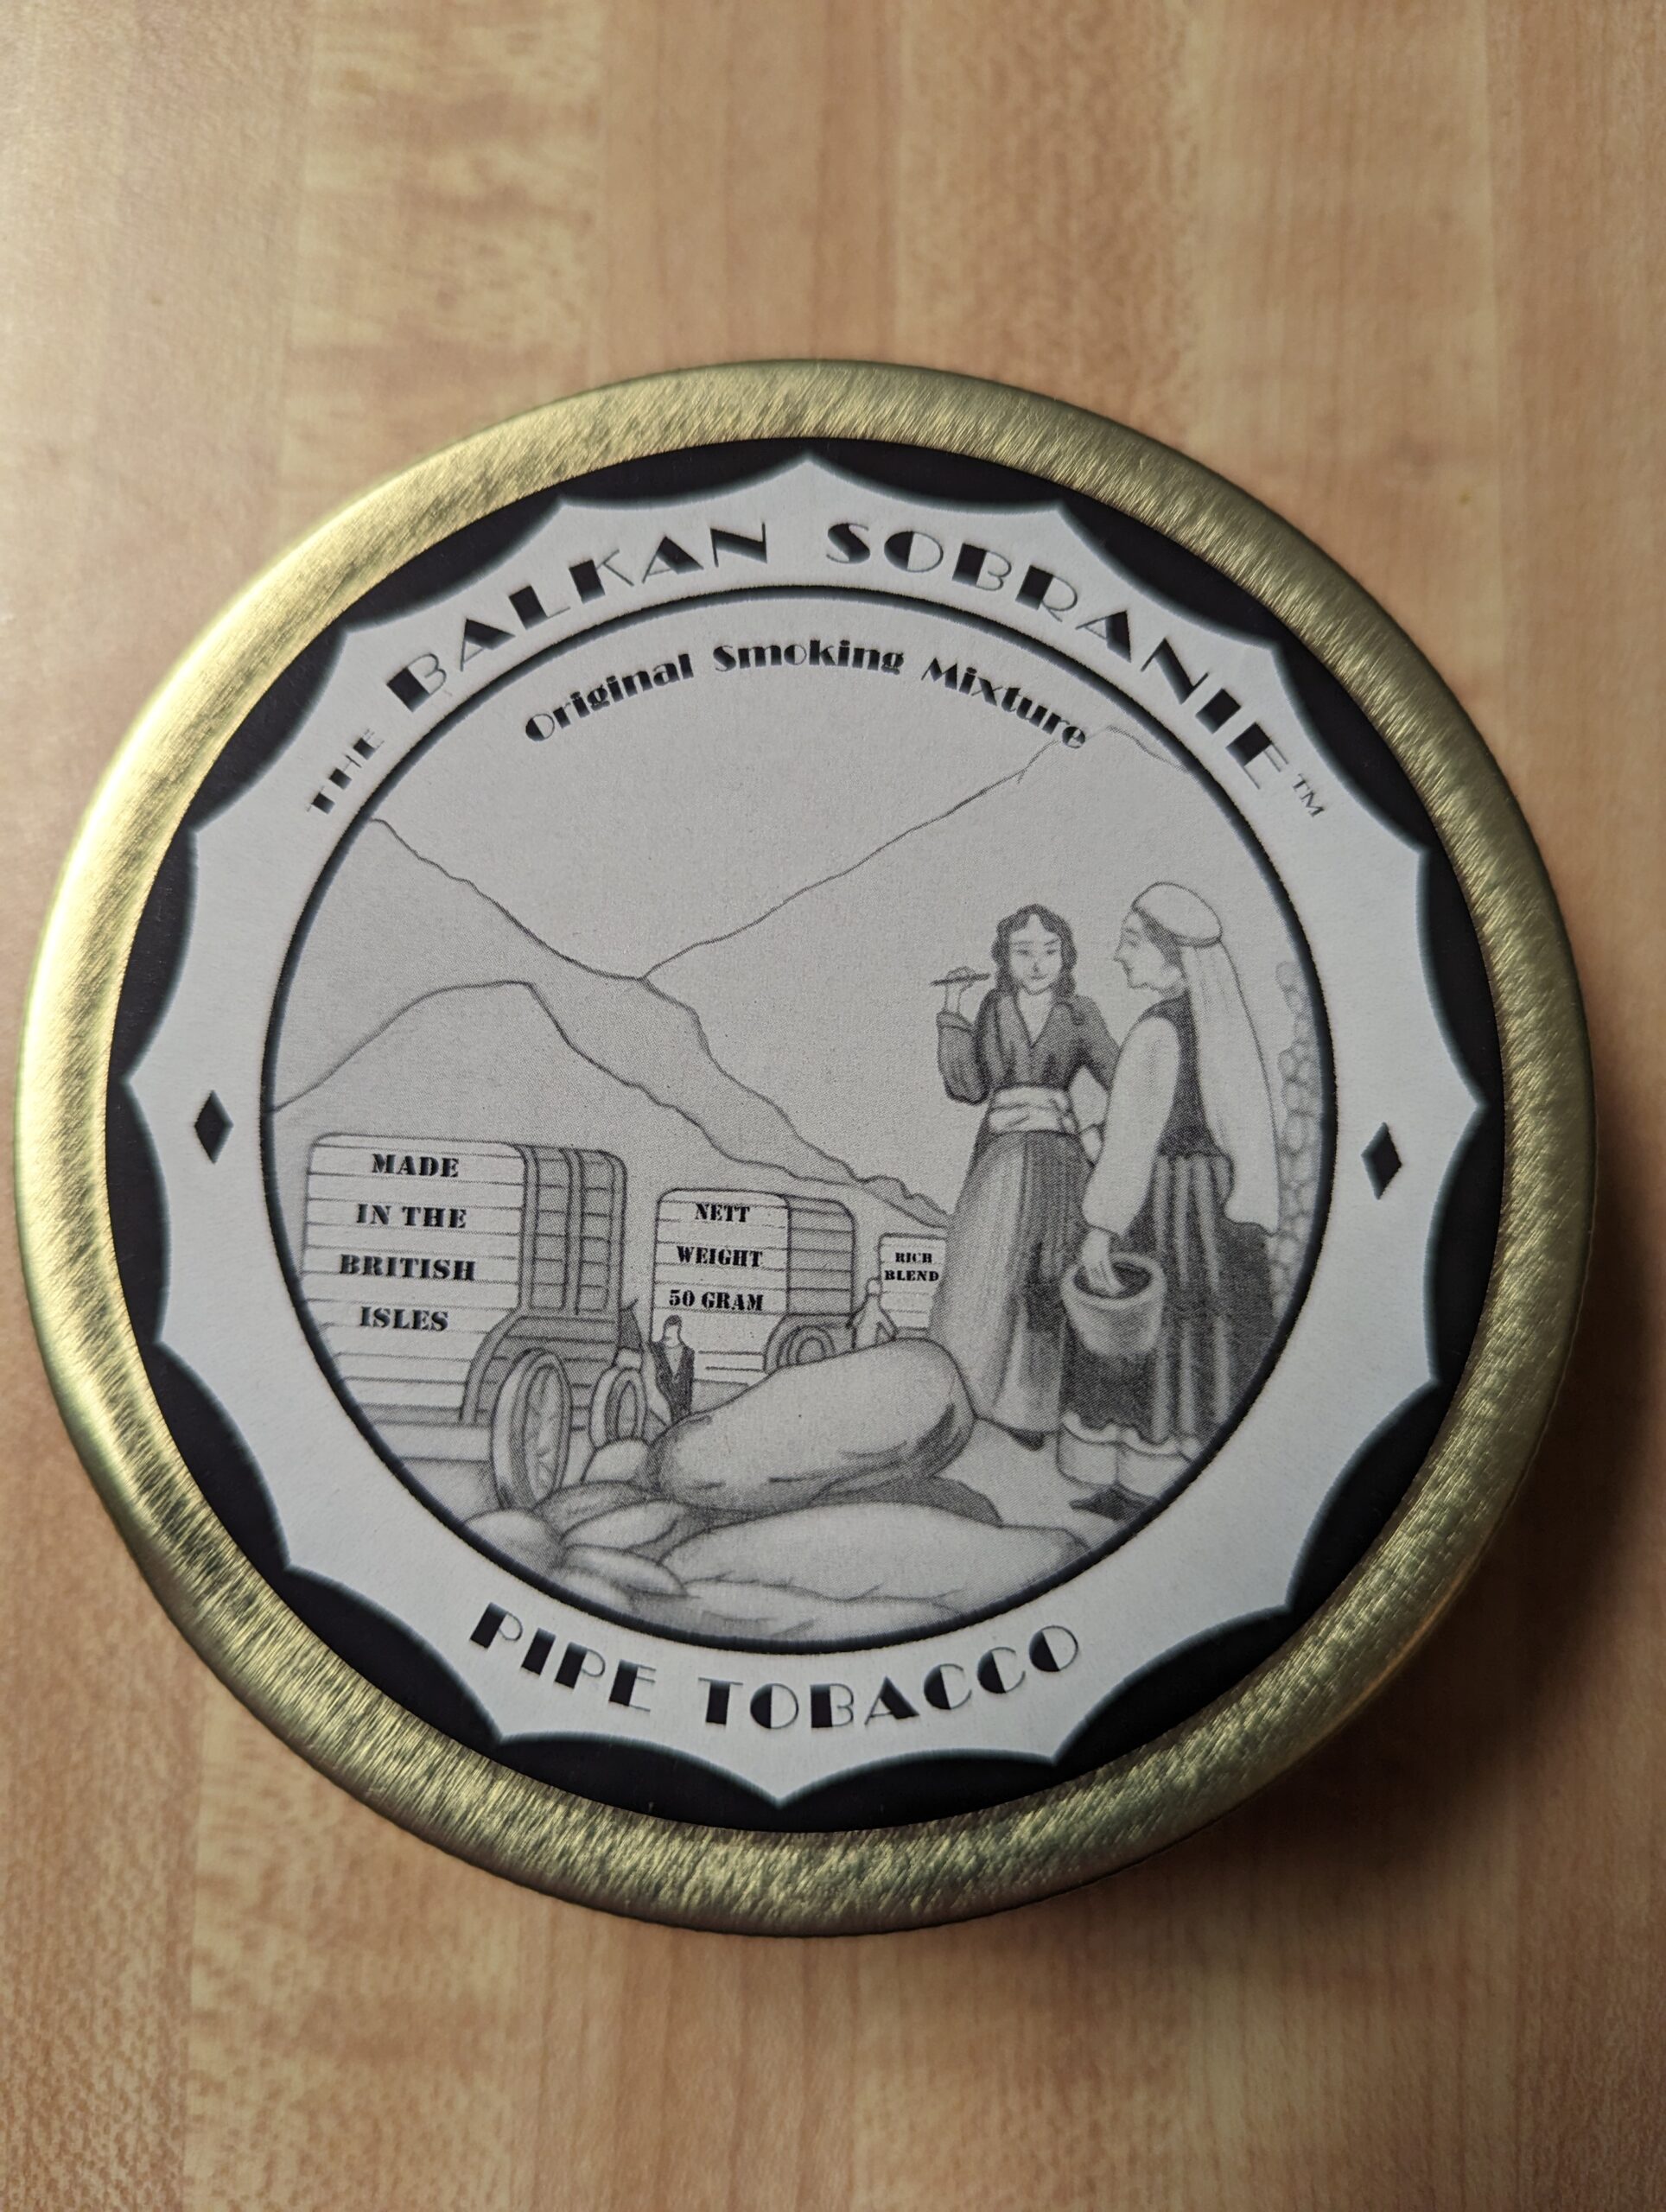 THE BALKAN SOBRANIE™
Original Smoking Mixture
MADE
IN THE
BRITISH
ISLES
NETT
WEIGHT
50 GRAM
RICH
BLEND
PIPE TOBACCO